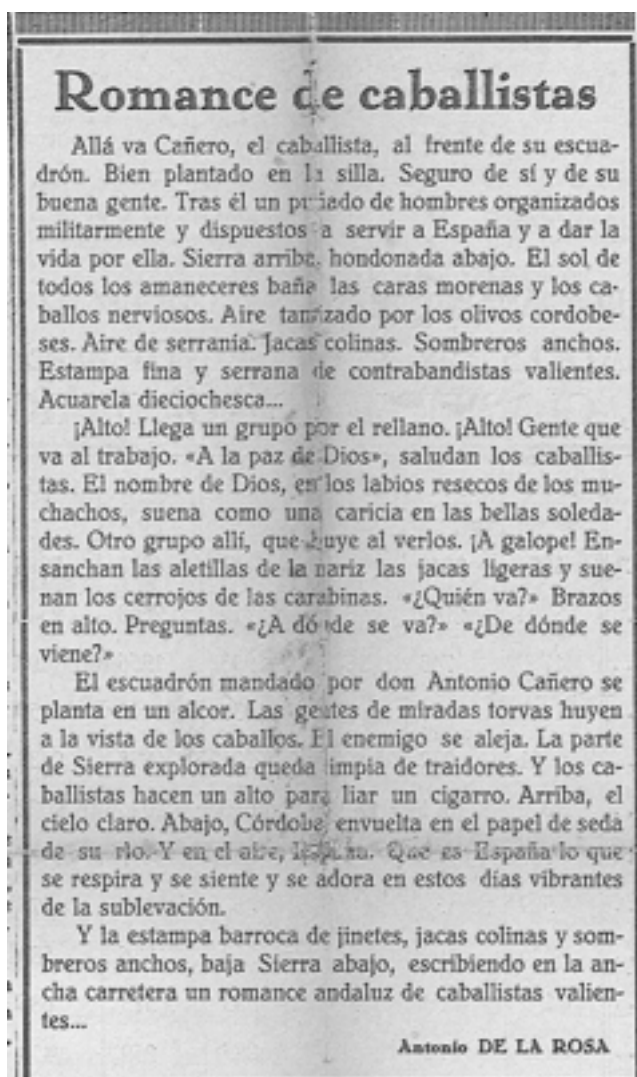 Romance de caballistas
Allá va Cañero, el caballista, al frente de su escua-
drón. Bien plantado en la silla. Seguro de sí y de su
buena gente. Tras él un puñado de hombres organizados
militarmente y dispuestos a servir a España y a dar la
vida por ella. Sierra arriba, hondonada abajo. El sol de
todos los amaneceres baña las caras morenas y los ca-
ballos nerviosos. Aire tamizado por los olivos cordobe-
ses. Aire de serranía. Jacas colinas. Sombreros anchos.
Estampa fina y serrana de contrabandistas valientes.
Acuarela dieciochesca...
¡Alto! Llega un grupo por el rellano. ¡Alto! Gente que
va al trabajo. «A la paz de Dios», saludan los caballis-
tas. El nombre de Dios, en los labios resecos de los mu-
chachos, suena como una caricia en las bellas soleda-
des. Otro grupo allí, que huye al verlos. ¡A galope! En-
sanchan las aletillas de la nariz las jacas ligeras y sue-
nan los cerrojos de las carabinas. «¿Quién va?» Brazos
en alto. Preguntas. «¿A dónde se va?» «¿De dónde se
viene?»
El escuadrón mandado por don Antonio Cañero se
planta en un alcor. Las gentes de miradas torvas huyen
a la vista de los caballos. El enemigo se aleja. La parte
de Sierra explorada queda limpia de traidores. Y los ca-
ballistas hacen un alto para liar un cigarro. Arriba, el
cielo claro. Abajo, Córdoba, envuelta en el papel de seda
de su río. Y en el aire, España. Que es España lo que
se respira y se siente y se adora en estos días vibrantes
de la sublevación.
Y la estampa barroca de jinetes, jacas colinas y som-
breros anchos, baja Sierra abajo, escribiendo en la an-
cha carretera un romance andaluz de caballistas valien-
tes...
Antonio DE LA ROSA